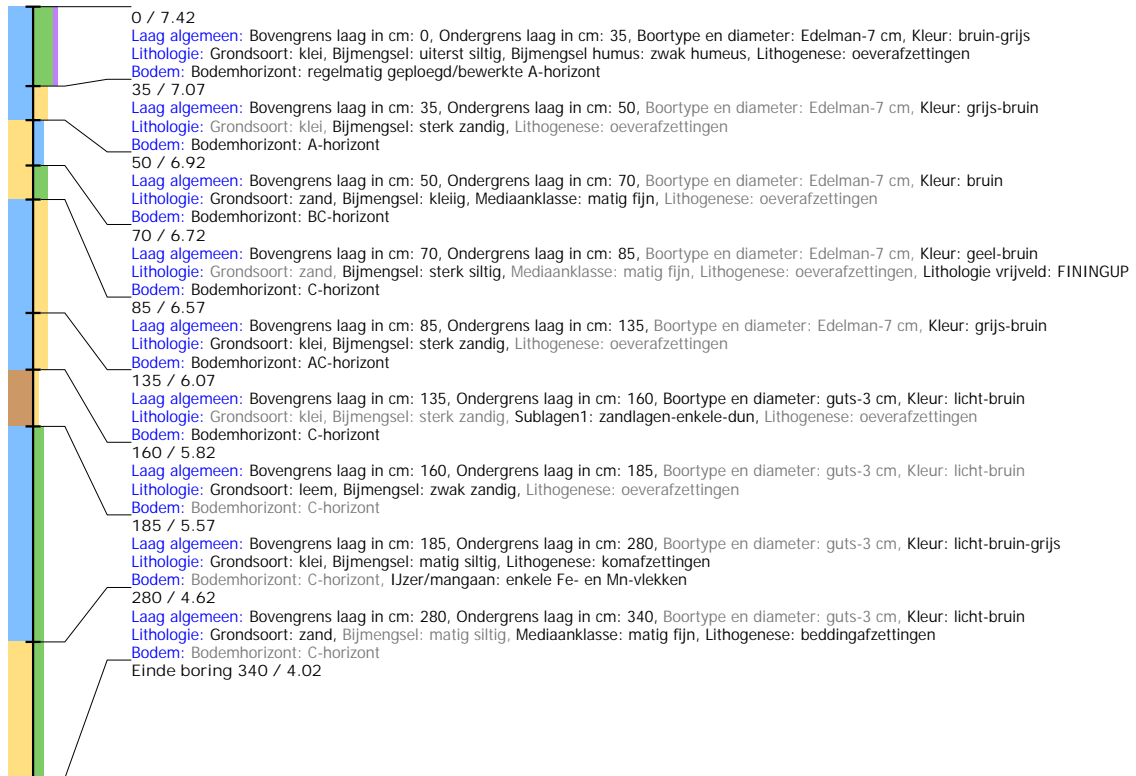 0 / 7.42
Laag algemeen: Bovengrens laag in cm: 0, Ondergrens laag in cm: 35, Boortype en diameter: Edelman-7 cm, Kleur: bruin-grijs
Lithologie: Grondsoort: klei, Bijmengsel: uiterst siltig, Bijmengsel humus: zwak humeus, Lithogenese: oeverafzettingen
Bodem: Bodemhorizont: regelmatig geploegd/bewerkte A-horizont
35 / 7.07
Laag algemeen: Bovengrens laag in cm: 35, Ondergrens laag in cm: 50, Boortype en diameter: Edelman-7 cm, Kleur: grijs-bruin
Lithologie: Grondsoort: klei, Bijmengsel: sterk zandig, Lithogenese: oeverafzettingen
Bodem: Bodemhorizont: A-horizont
50 / 6.92
Laag algemeen: Bovengrens laag in cm: 50, Ondergrens laag in cm: 70, Boortype en diameter: Edelman-7 cm, Kleur: bruin
Lithologie: Grondsoort: zand, Bijmengsel: kleiig, Mediaanklasse: matig fijn, Lithogenese: oeverafzettingen
Bodem: Bodemhorizont: BC-horizont
70 / 6.72
Laag algemeen: Bovengrens laag in cm: 70, Ondergrens laag in cm: 85, Boortype en diameter: Edelman-7 cm, Kleur: geel-bruin
Lithologie: Grondsoort: zand, Bijmengsel: sterk siltig, Mediaanklasse: matig fijn, Lithogenese: oeverafzettingen, Lithologie vrijveld: FININGUP
Bodem: Bodemhorizont: C-horizont
85 / 6.57
Laag algemeen: Bovengrens laag in cm: 85, Ondergrens laag in cm: 135, Boortype en diameter: Edelman-7 cm, Kleur: grijs-bruin
Lithologie: Grondsoort: klei, Bijmengsel: sterk zandig, Lithogenese: oeverafzettingen
Bodem: Bodemhorizont: AC-horizont
135 / 6.07
Laag algemeen: Bovengrens laag in cm: 135, Ondergrens laag in cm: 160, Boortype en diameter: guts-3 cm, Kleur: licht-bruin
Lithologie: Grondsoort: klei, Bijmengsel: sterk zandig, Sublagen1: zandlagen-enkele-dun, Lithogenese: oeverafzettingen
Bodem: Bodemhorizont: C-horizont
160 / 5.82
Laag algemeen: Bovengrens laag in cm: 160, Ondergrens laag in cm: 185, Boortype en diameter: guts-3 cm, Kleur: licht-bruin
Lithologie: Grondsoort: leem, Bijmengsel: zwak zandig, Lithogenese: oeverafzettingen
Bodem: Bodemhorizont: C-horizont
185 / 5.57
Laag algemeen: Bovengrens laag in cm: 185, Ondergrens laag in cm: 280, Boortype en diameter: guts-3 cm, Kleur: licht-bruin-grijs
Lithologie: Grondsoort: klei, Bijmengsel: matig siltig, Lithogenese: komafzettingen
Bodem: Bodemhorizont: C-horizont, IJzer/mangaan: enkele Fe- en Mn-vlekken
280 / 4.62
Laag algemeen: Bovengrens laag in cm: 280, Ondergrens laag in cm: 340, Boortype en diameter: guts-3 cm, Kleur: licht-bruin
Lithologie: Grondsoort: zand, Bijmengsel: matig siltig, Mediaanklasse: matig fijn, Lithogenese: beddingafzettingen
Bodem: Bodemhorizont: C-horizont
Einde boring 340 / 4.02